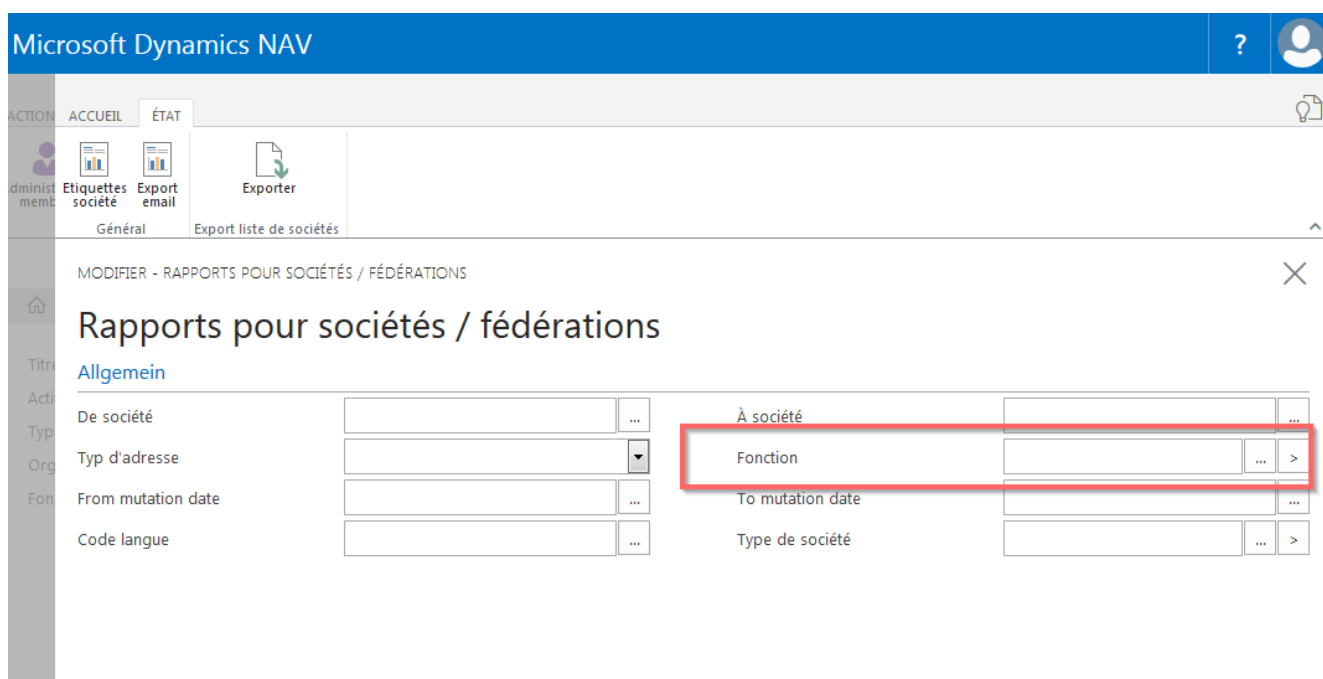 Microsoft Dynamics NAV
?
ACTION ACCUEIL ÉTAT
Etiquettes société
Export email
Exporter
Général
Export liste de sociétés
MODIFIER - RAPPORTS POUR SOCIÉTÉS / FÉDÉRATIONS
Rapports pour sociétés / fédérations
Allgemein
De société ... À société ...
Typ d'adresse Fonction ... >
From mutation date ... To mutation date ...
Code langue ... Type de société ... >